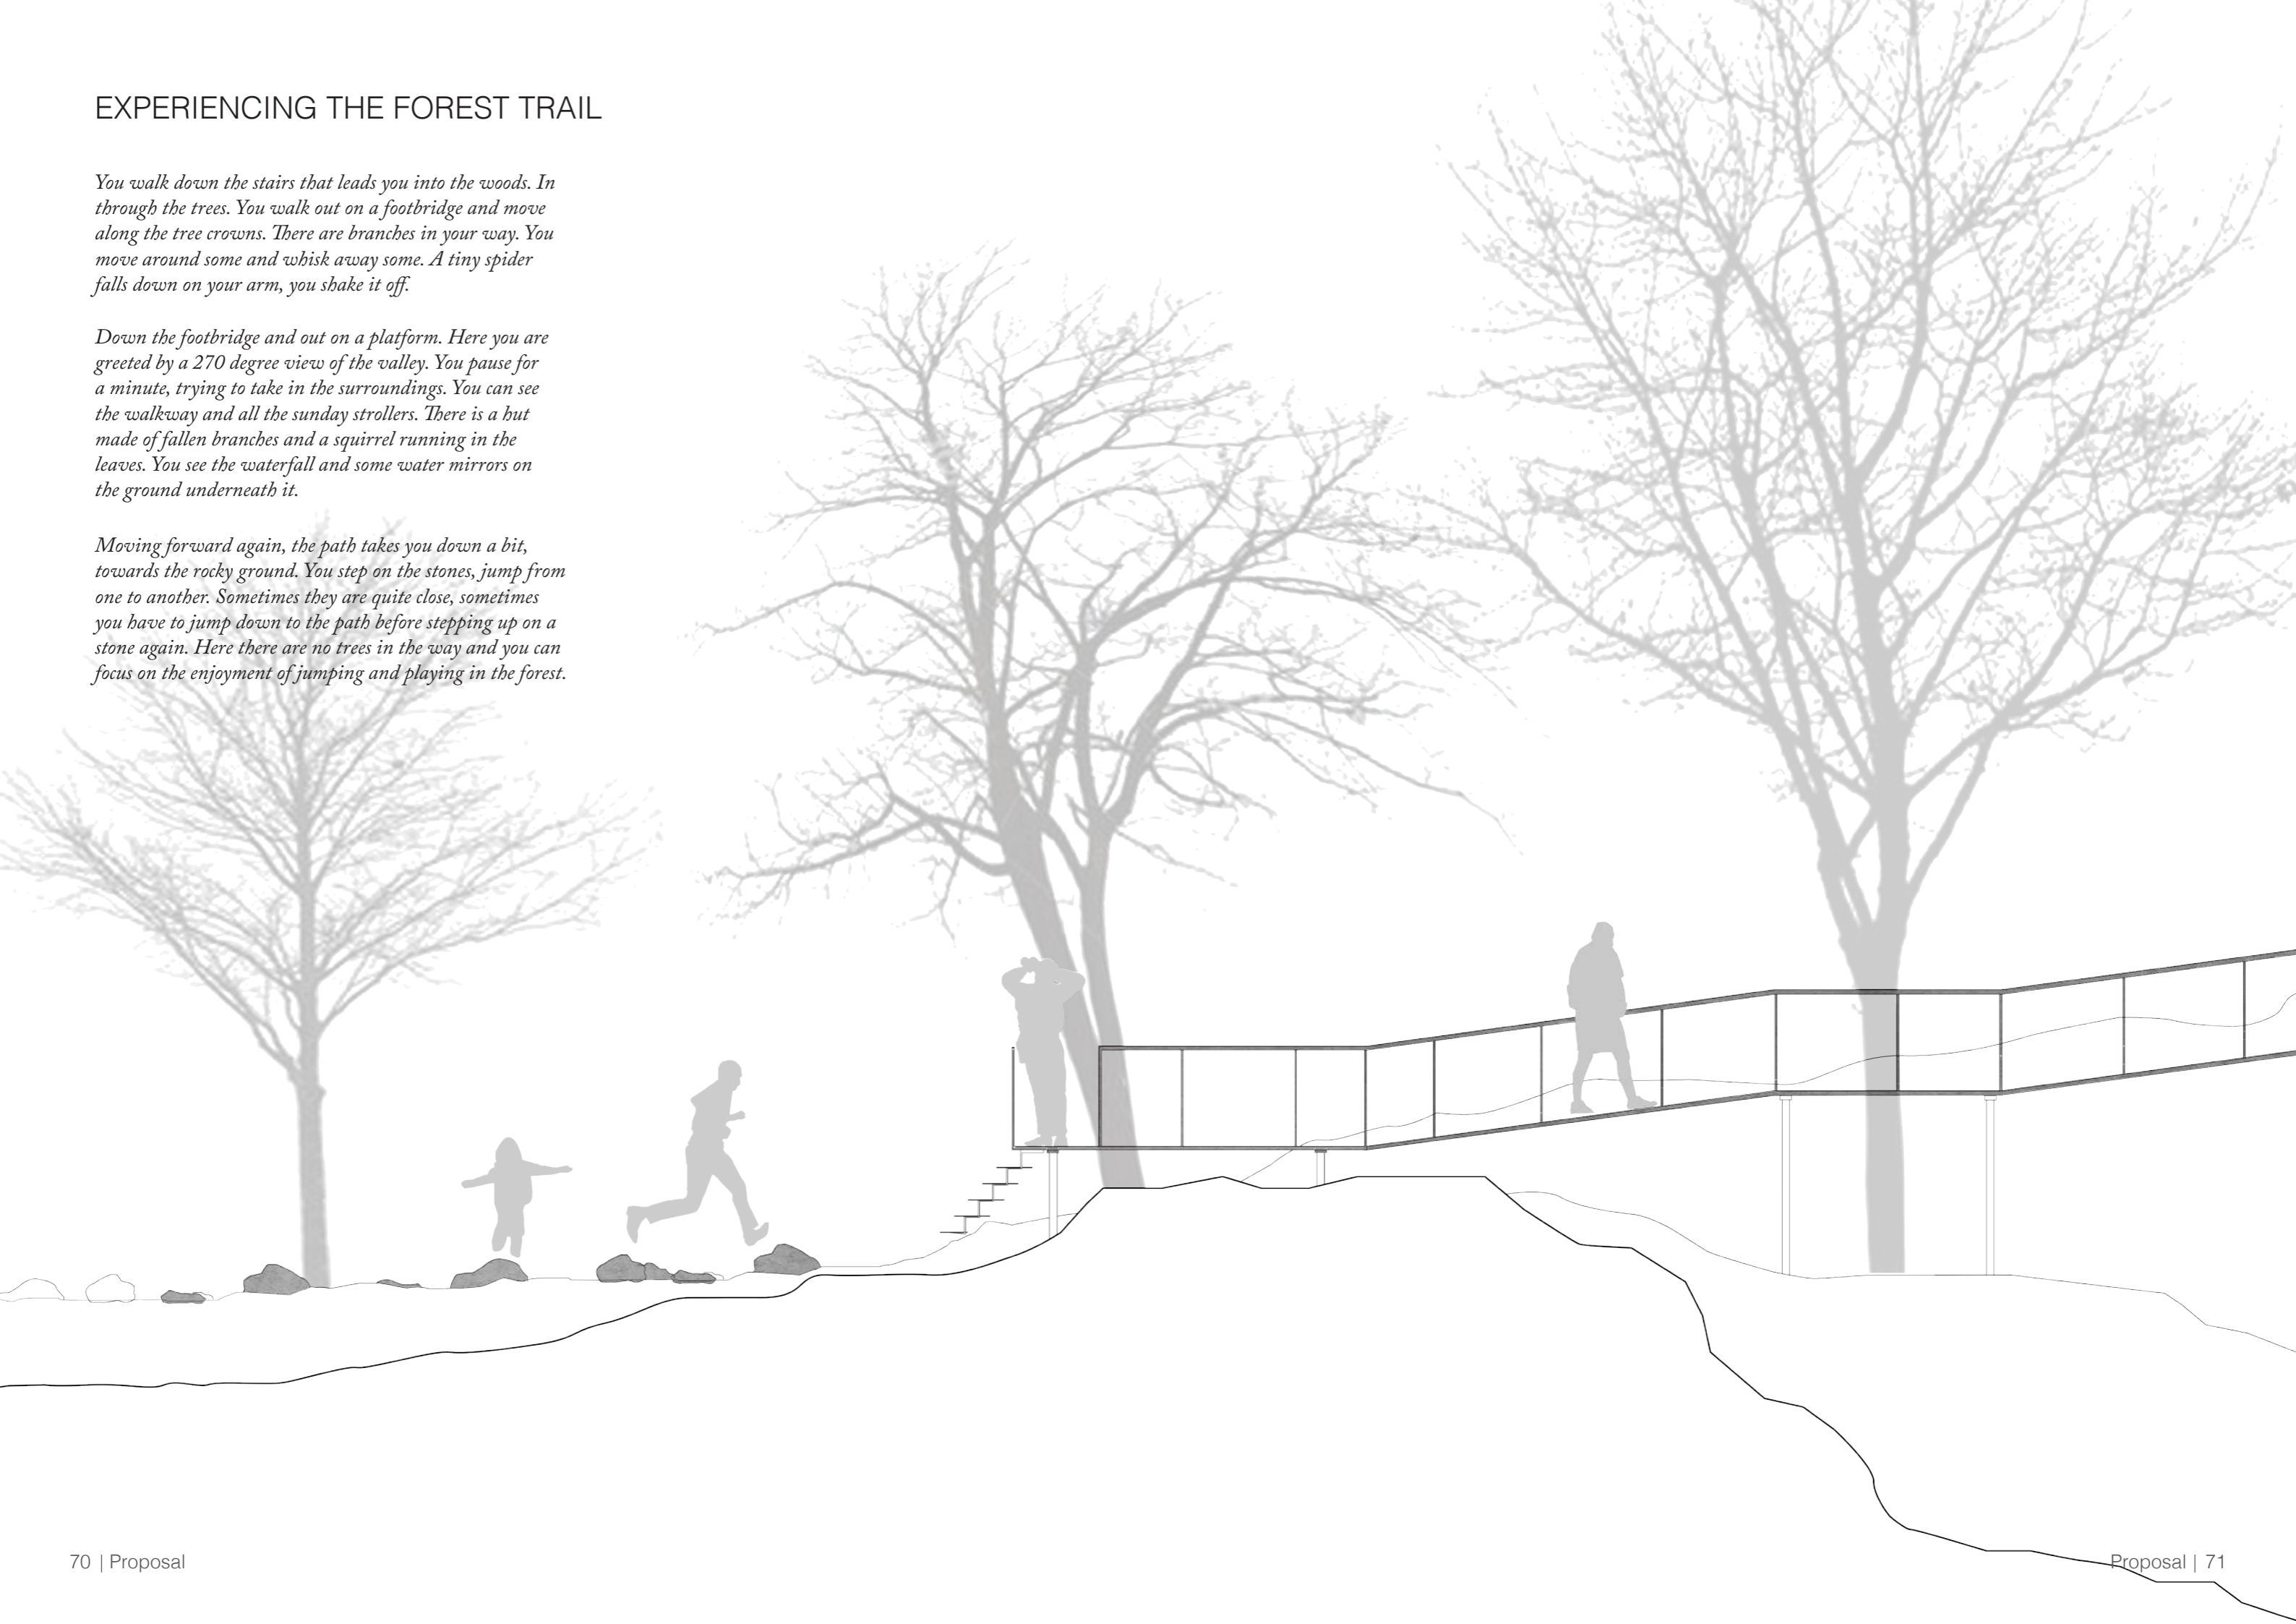 EXPERIENCING THE FOREST TRAIL
You walk down the stairs that leads you into the woods. In
through the trees. You walk out on a footbridge and move
along the tree crowns. There are branches in your way. You
move around some and whisk away some. A tiny spider
falls down on your arm, you shake it off.
Down the footbridge and out on a platform. Here you are
greeted by a 270 degree view of the valley. You pause for
a minute, trying to take in the surroundings. You can see
the walkway and all the sunday strollers. There is a hut
made of fallen branches and a squirrel running in the
leaves. You see the waterfall and some water mirrors on
the ground underneath it.
Moving forward again, the path takes you down a bit,
towards the rocky ground. You step on the stones, jump from
one to another. Sometimes they are quite close, sometimes
you have to jump down to the path before stepping up on a
stone again. Here there are no trees in the way and you can
focus on the enjoyment of jumping and playing in the forest.
70 | Proposal
Proposal | 71